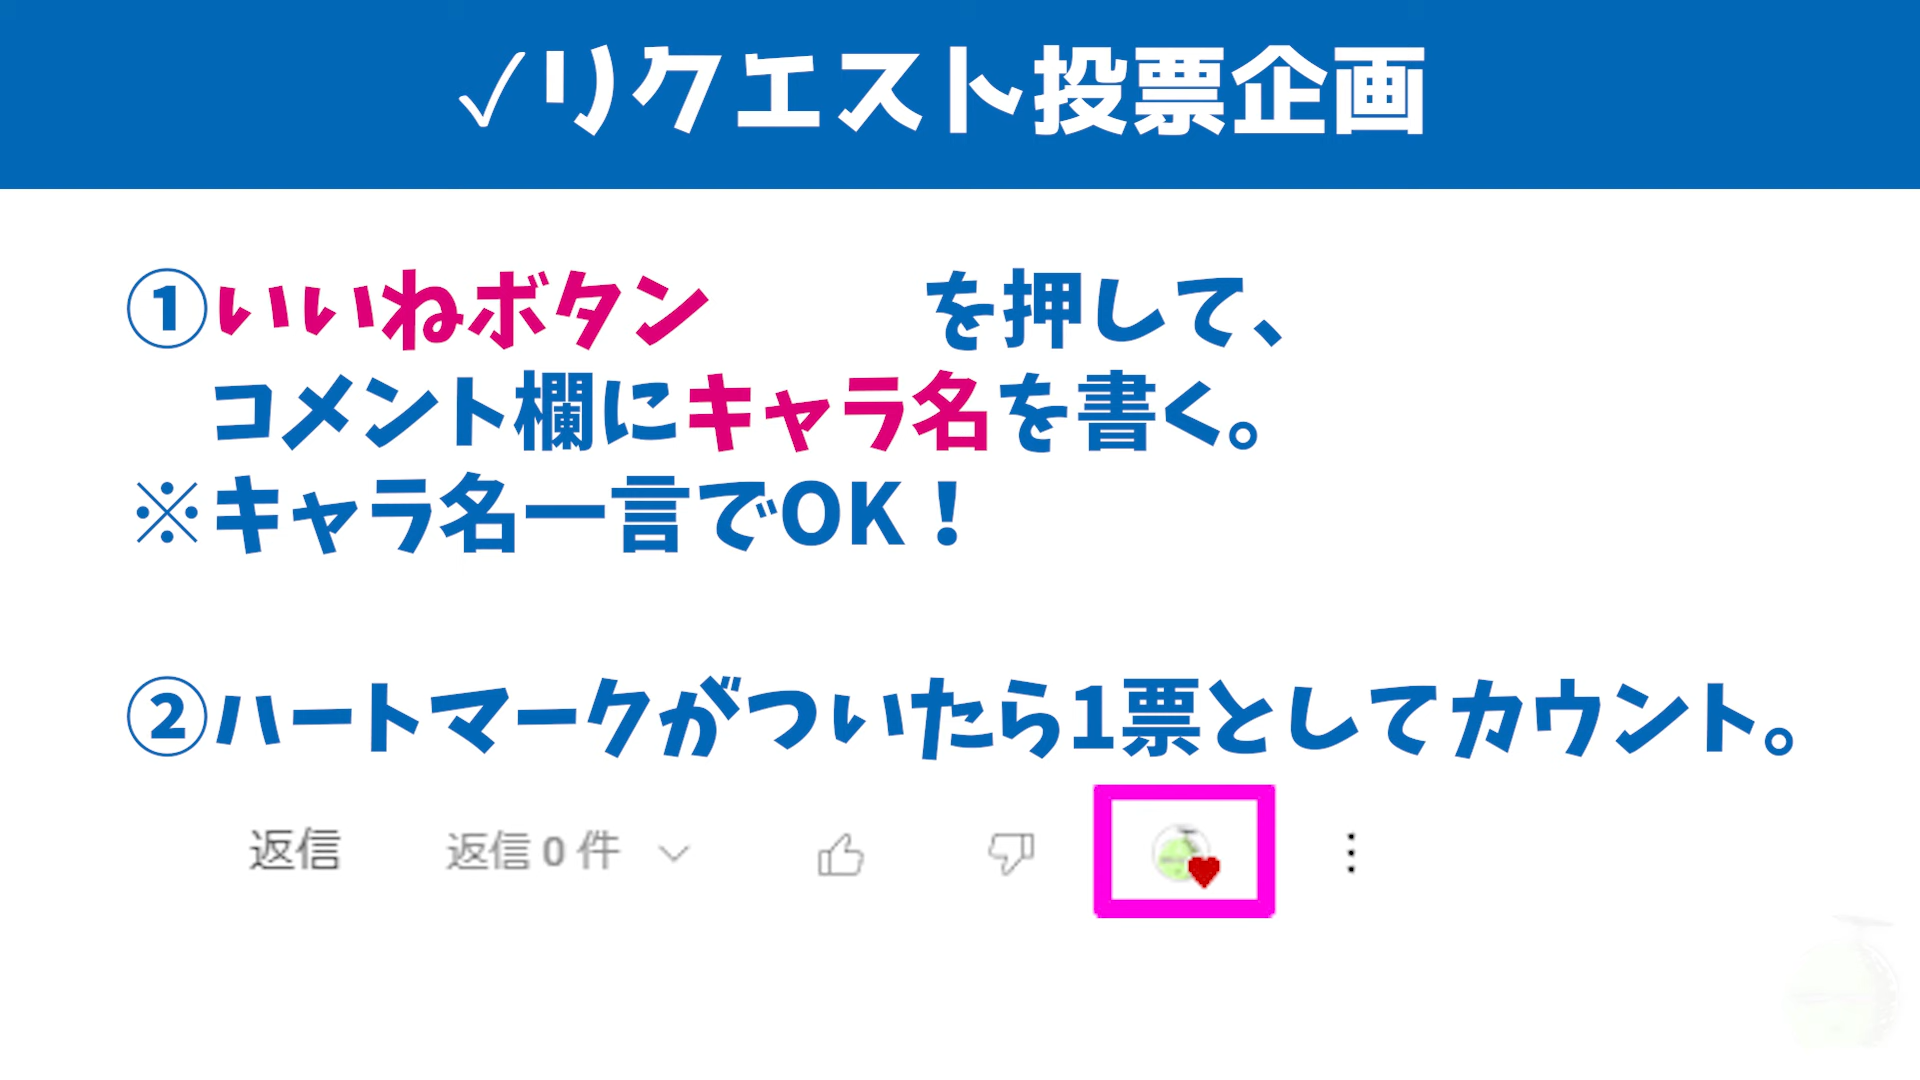 ✓リクエスト投票企画
①いいねボタン を押して、
コメント欄にキャラ名を書く。
※キャラ名一言でOK！
②ハートマークがついたら1票としてカウント。
返信 返信 0 件